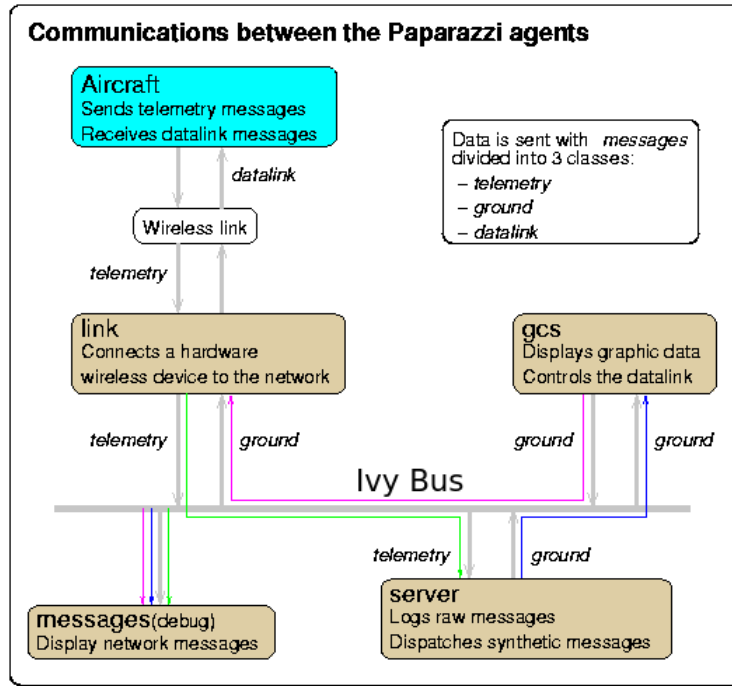 Communications between the Paparazzi agents
Aircraft
Sends telemetry messages
Receives datalink messages
Data is sent with messages
divided into 3 classes:
– telemetry
– ground
– datalink
datalink
Wireless link
telemetry
link
Connects a hardware
wireless device to the network
gcs
Displays graphic data
Controls the datalink
telemetry
ground
ground
ground
Ivy Bus
telemetry
ground
messages(debug)
Display network messages
server
Logs raw messages
Dispatches synthetic messages